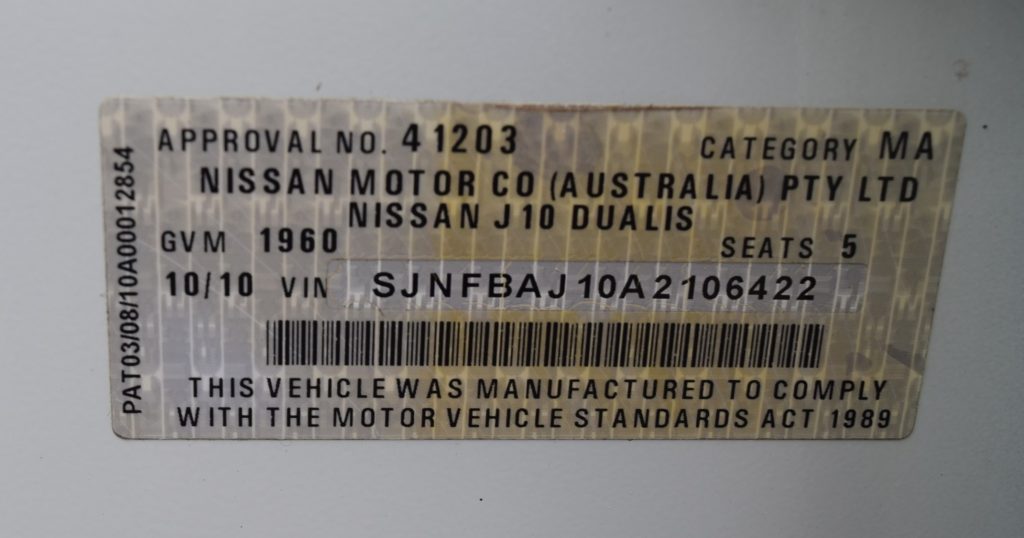 APPROVAL NO. 41203 CATEGORY MA
NISSAN MOTOR CO (AUSTRALIA) PTY LTD
NISSAN J10 DUALIS
GVM 1960 SEATS 5
10/10 VIN SJNFBAJ10A2106422
THIS VEHICLE WAS MANUFACTURED TO COMPLY
WITH THE MOTOR VEHICLE STANDARDS ACT 1989
PAT03/08/10A00012854